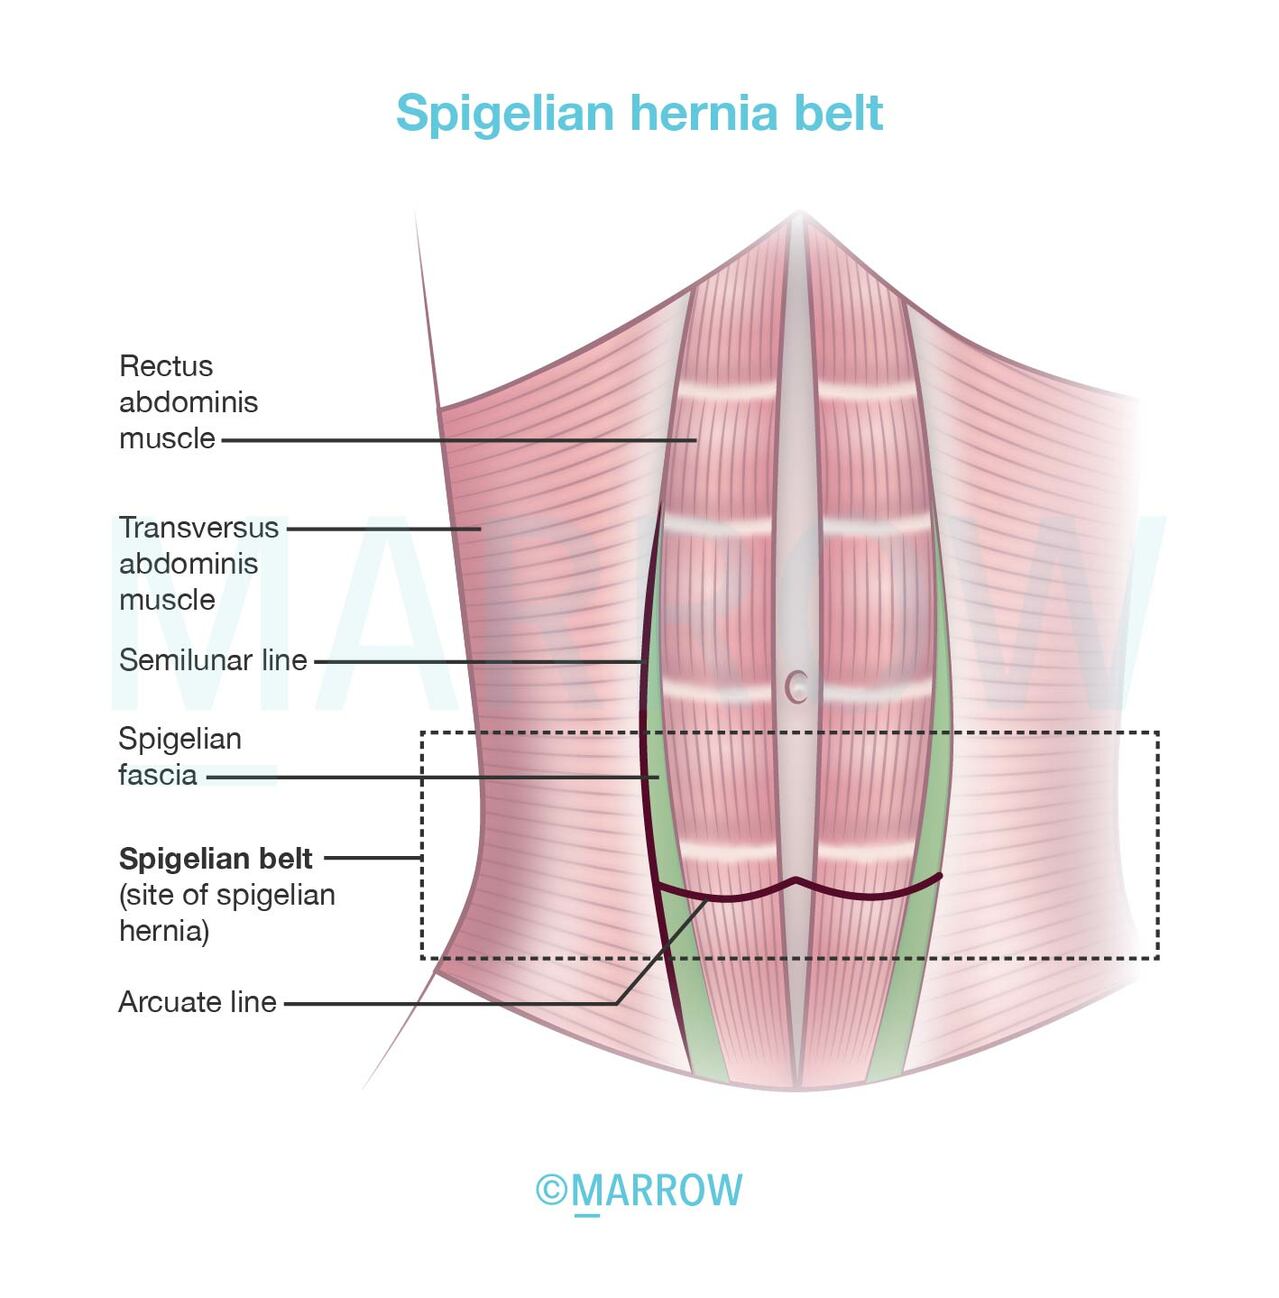 Spigelian hernia belt
Rectus
abdominis
muscle
Transversus
abdominis
muscle
Semilunar line
Spigelian
fascia
Spigelian belt
(site of spigelian
hernia)
Arcuate line
MARROW
©MARROW